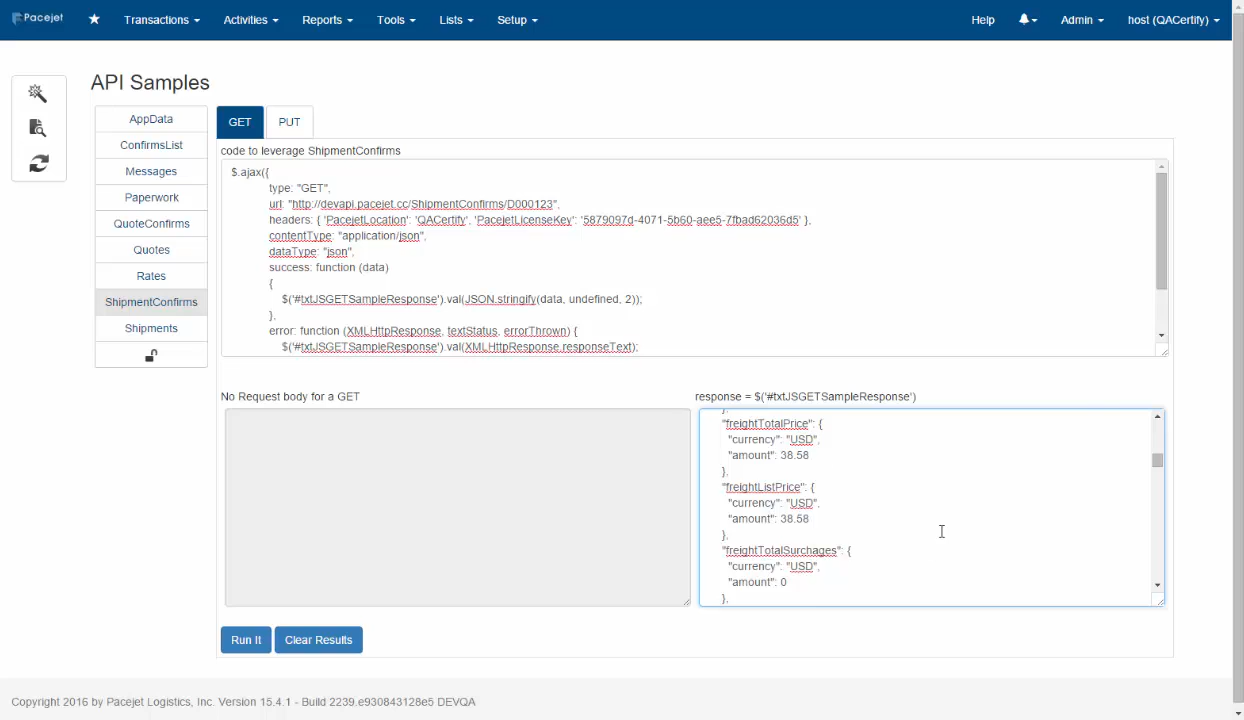 Pacejet
Transactions
Activities
Reports
Tools
Lists
Setup
Help
Admin
host (QACertify)
API Samples
AppData
ConfirmsList
Messages
Paperwork
QuoteConfirms
Quotes
Rates
ShipmentConfirms
Shipments
GET
PUT
code to leverage ShipmentConfirms
$.ajax({
type: "GET",
url: "http://devapi.pacejet.cc/ShipmentConfirms/D000123",
headers: { 'PacejetLocation': 'QACertify', 'PacejetLicenseKey': '5879097d-4071-5b60-aee5-7fbad62036d5' },
contentType: "application/json",
dataType: "json",
success: function (data)
{
$('#txtJSGETSampleResponse').val(JSON.stringify(data, undefined, 2));
},
error: function (XMLHttpResponse, textStatus, errorThrown) {
$('#txtJSGETSampleResponse').val(XMLHttpResponse.responseText);
No Request body for a GET
response = $('#txtJSGETSampleResponse')
},
"freightTotalPrice": {
"currency": "USD",
"amount": 38.58
},
"freightListPrice": {
"currency": "USD",
"amount": 38.58
},
"freightTotalSurchages": {
"currency": "USD",
"amount": 0
},
Run It
Clear Results
Copyright 2016 by Pacejet Logistics, Inc. Version 15.4.1 - Build 2239.e930843128e5 DEVQA